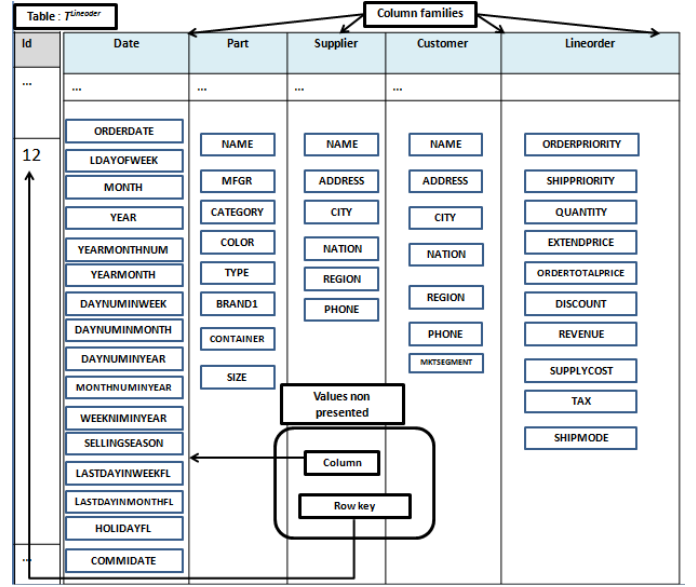 Table : T^Lineoder
Column families
Id
Date
Part
Supplier
Customer
Lineorder
...
...
...
...
...
12
ORDERDATE
LDAYOFWEEK
MONTH
YEAR
YEARMONTHNUM
YEARMONTH
DAYNUMINWEEK
DAYNUMINMONTH
DAYNUMINYEAR
MONTHNUMINYEAR
WEEKNIMINYEAR
SELLINGSEASON
LASTDAYINWEEKFL
LASTDAYINMONTHFL
HOLIDAYFL
COMMIDATE
NAME
MFGR
CATEGORY
COLOR
TYPE
BRAND1
CONTAINER
SIZE
NAME
ADDRESS
CITY
NATION
REGION
PHONE
NAME
ADDRESS
CITY
NATION
REGION
PHONE
MKTSEGMENT
ORDERPRIORITY
SHIPPRIORITY
QUANTITY
EXTENDPRICE
ORDERTOTALPRICE
DISCOUNT
REVENUE
SUPPLYCOST
TAX
SHIPMODE
Values non
presented
Column
Row key
...